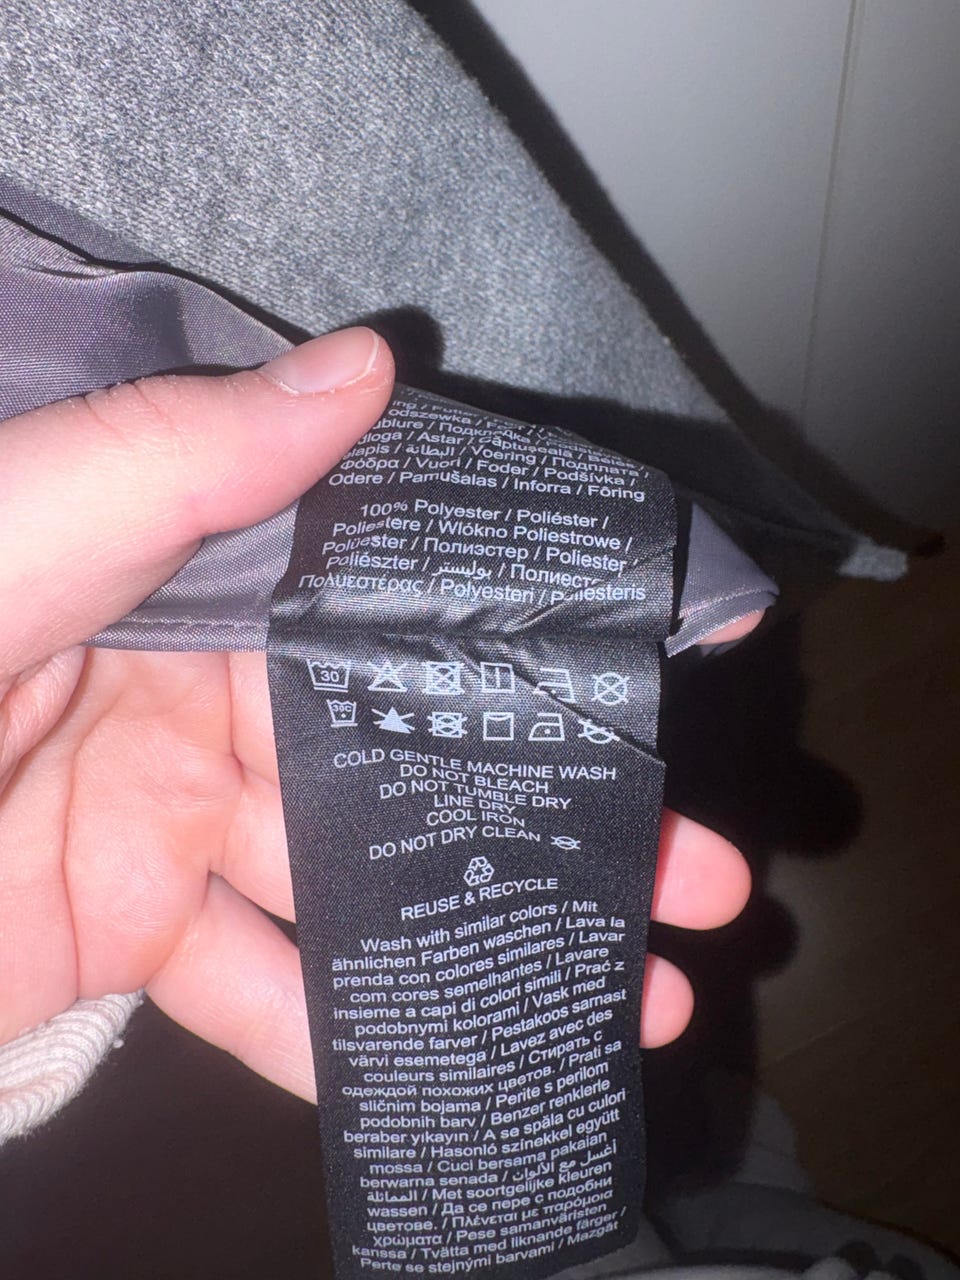 odszewka /
/ Подкладка / Căptușeală / Bélés /
dloga / Astar / البطانة / Voering / Подплата /
Φόδρα / Vuori / Foder / Podšívka /
Odere / Pamušalas / Inforra / Föring
100% Polyester / Poliéster /
Poliestere / Włókno Poliestrowe /
Polüester / Полиэстер / Poliester /
Poliészter / بوليستر /
Πολυεστέρας / Polyesteri / Poliesteris
30
30C
COLD GENTLE MACHINE WASH
DO NOT BLEACH
DO NOT TUMBLE DRY
LINE DRY
COOL IRON
DO NOT DRY CLEAN
REUSE & RECYCLE
Wash with similar colors / Mit
ähnlichen Farben waschen / Lava la
prenda con colores similares / Lavar
com cores semelhantes / Lavare
insieme a capi di colori simili / Prać z
podobnymi kolorami / Vask med
tilsvarende farver / Pestakoos sarnast
värvi esemetega / Lavez avec des
couleurs similaires / Стирать с
одеждой похожих цветов. / Prati sa
sličnim bojama / Perite s perilom
podobnih barv / Benzer renklerle
beraber yıkayın / A se spăla cu culori
similare / Hasonló színekkel együtt
mossa / Cuci bersama pakaian
berwarna senada / اغسل مع الألوان
المماثلة / Met soortgelijke kleuren
wassen / Да се пере с подобни
цветове. / Πλένεται με παρόμοια
χρώματα / Pese samanväristen
kanssa / Tvätta med liknande färger /
Perte se stejnými barvami / Mazgāt